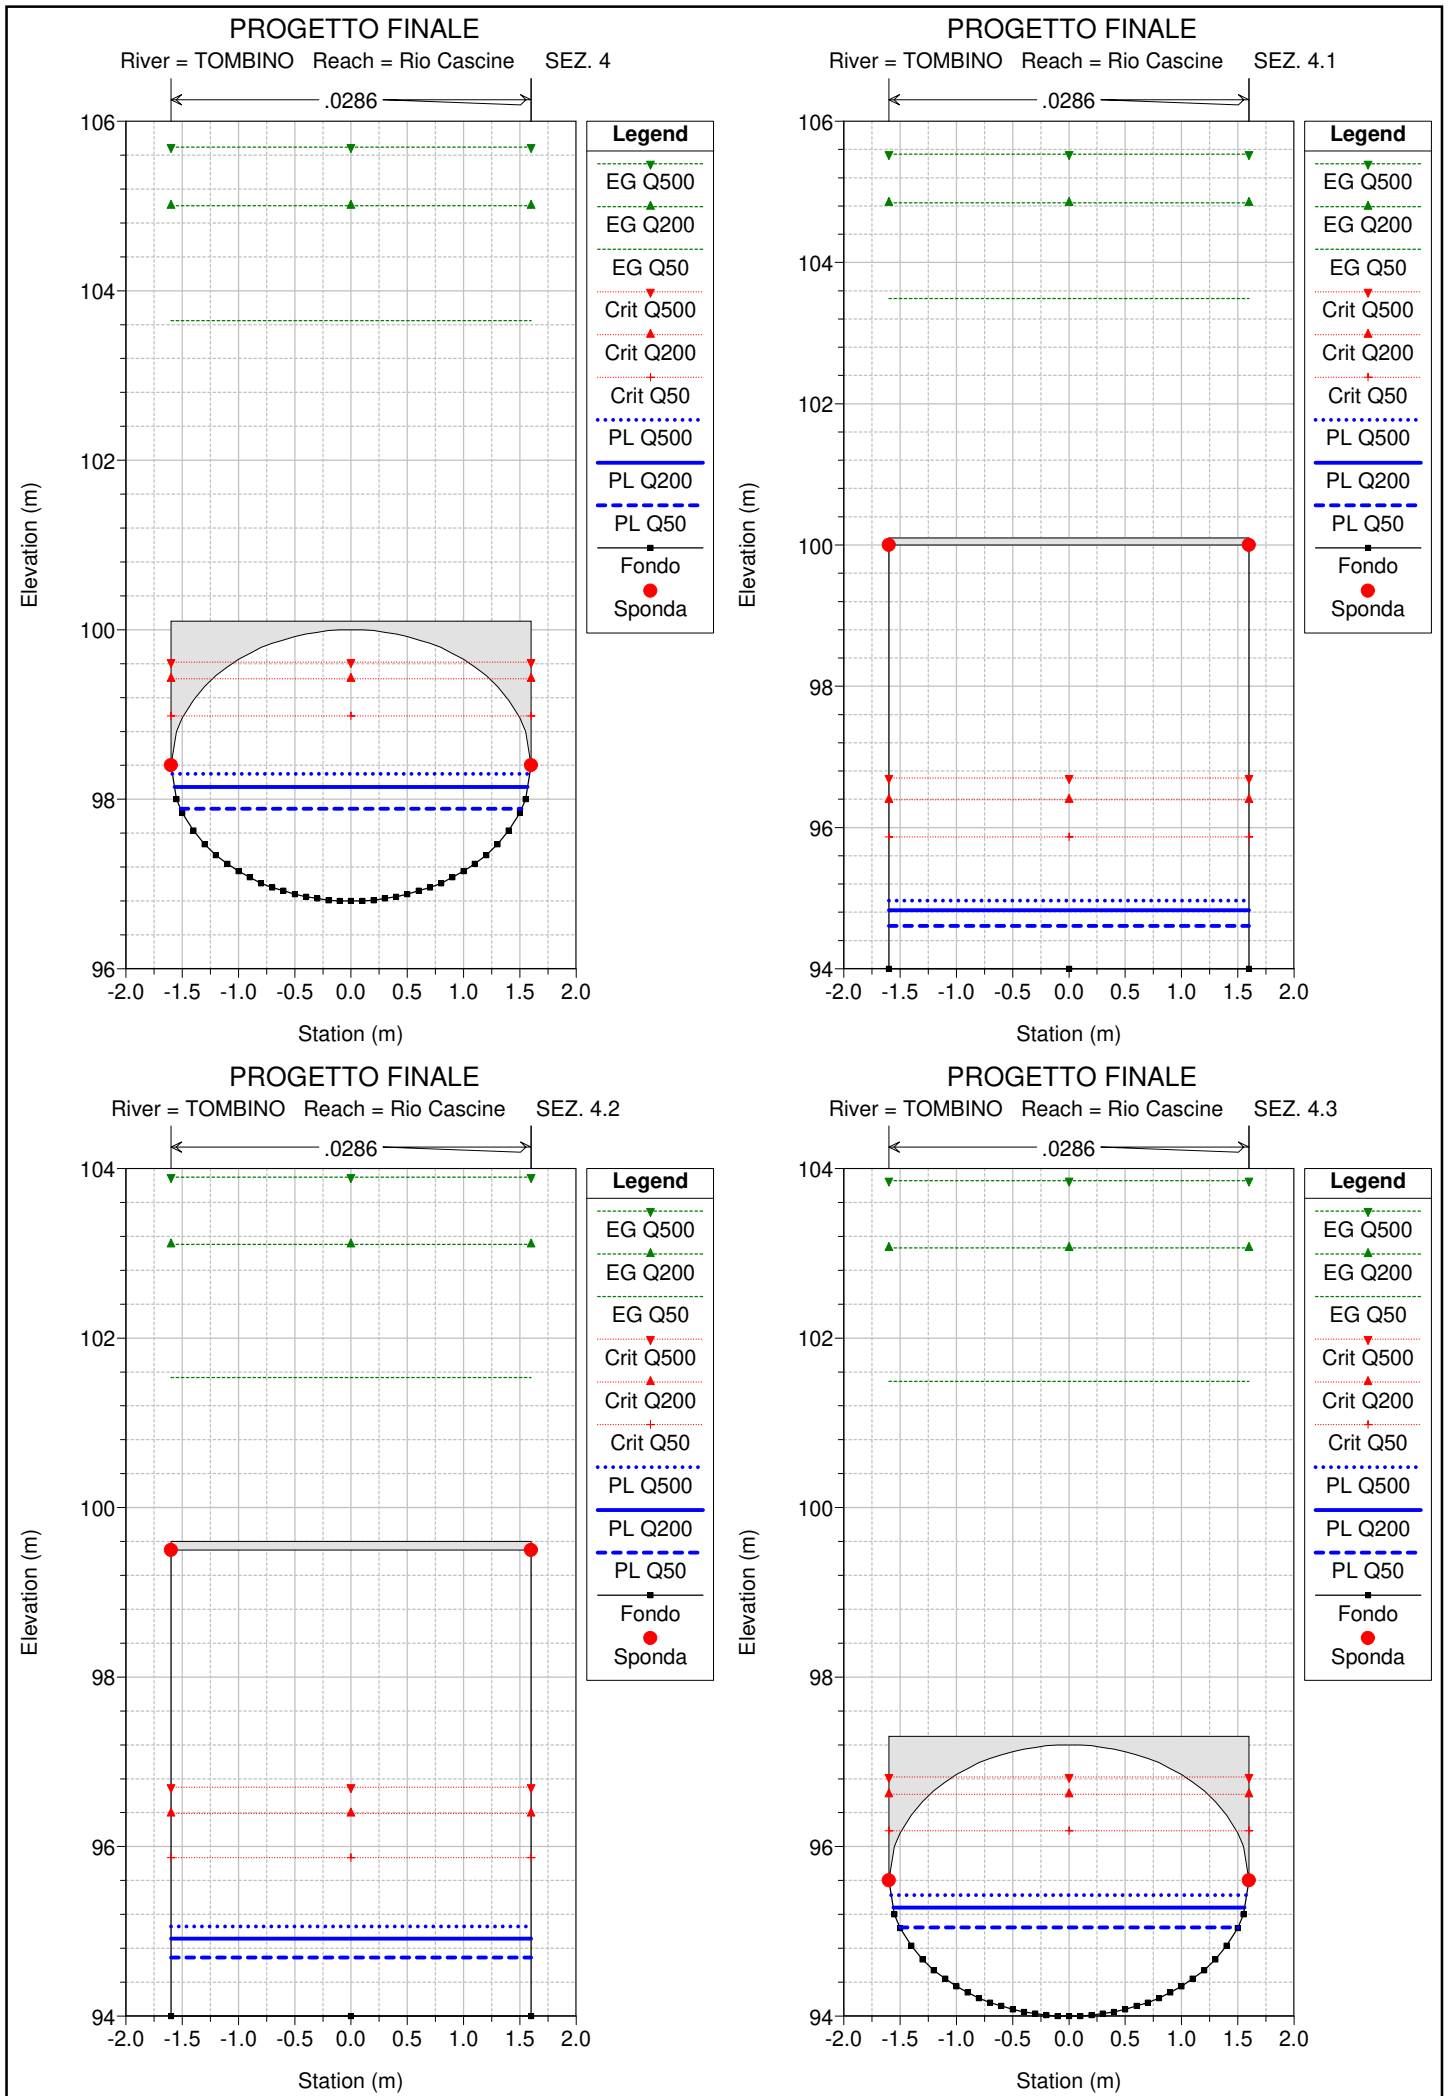 PROGETTO FINALE
River = TOMBINO Reach = Rio Cascine SEZ. 4
.0286
106
104
102
100
98
96
-2.0 -1.5 -1.0 -0.5 0.0 0.5 1.0 1.5 2.0
Station (m)
Elevation (m)
Legend
EG Q500
EG Q200
EG Q50
Crit Q500
Crit Q200
Crit Q50
PL Q500
PL Q200
PL Q50
Fondo
Sponda
PROGETTO FINALE
River = TOMBINO Reach = Rio Cascine SEZ. 4.1
.0286
106
104
102
100
98
96
94
-2.0 -1.5 -1.0 -0.5 0.0 0.5 1.0 1.5 2.0
Station (m)
Elevation (m)
Legend
EG Q500
EG Q200
EG Q50
Crit Q500
Crit Q200
Crit Q50
PL Q500
PL Q200
PL Q50
Fondo
Sponda
PROGETTO FINALE
River = TOMBINO Reach = Rio Cascine SEZ. 4.2
.0286
104
102
100
98
96
94
-2.0 -1.5 -1.0 -0.5 0.0 0.5 1.0 1.5 2.0
Station (m)
Elevation (m)
Legend
EG Q500
EG Q200
EG Q50
Crit Q500
Crit Q200
Crit Q50
PL Q500
PL Q200
PL Q50
Fondo
Sponda
PROGETTO FINALE
River = TOMBINO Reach = Rio Cascine SEZ. 4.3
.0286
104
102
100
98
96
94
-2.0 -1.5 -1.0 -0.5 0.0 0.5 1.0 1.5 2.0
Station (m)
Elevation (m)
Legend
EG Q500
EG Q200
EG Q50
Crit Q500
Crit Q200
Crit Q50
PL Q500
PL Q200
PL Q50
Fondo
Sponda